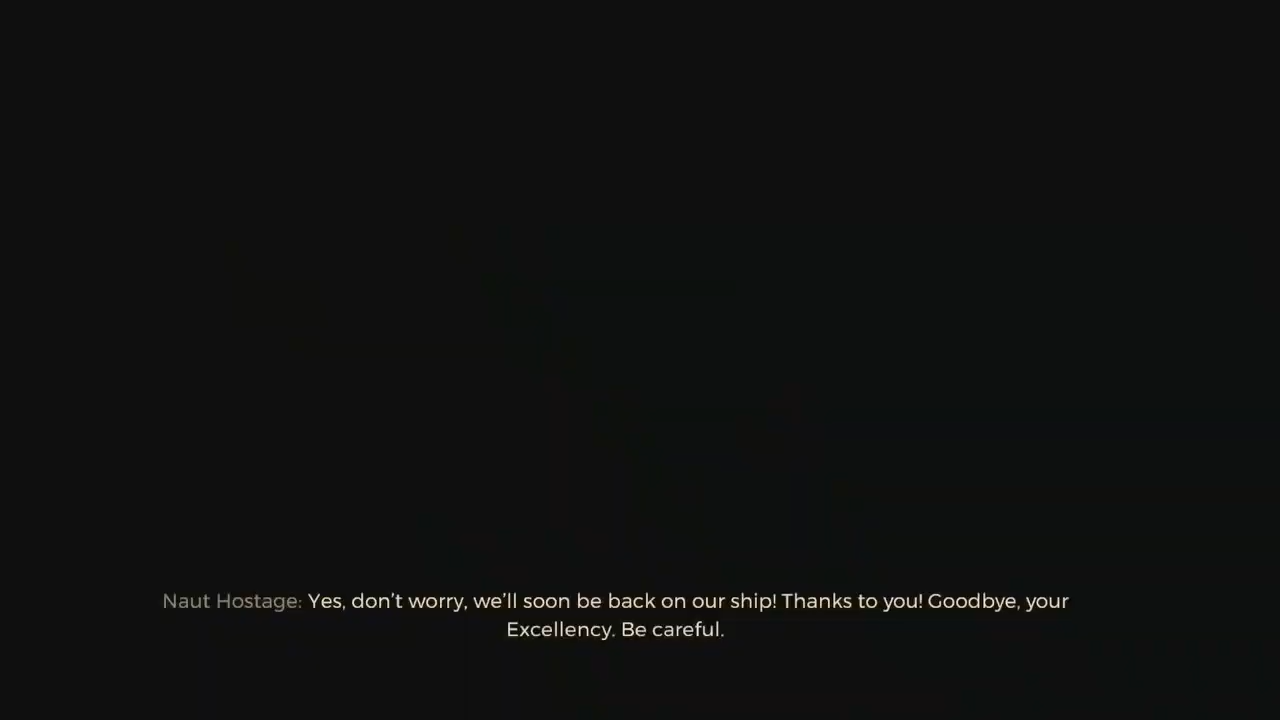 Naut Hostage: Yes, don’t worry, we’ll soon be back on our ship! Thanks to you! Goodbye, your
Excellency. Be careful.